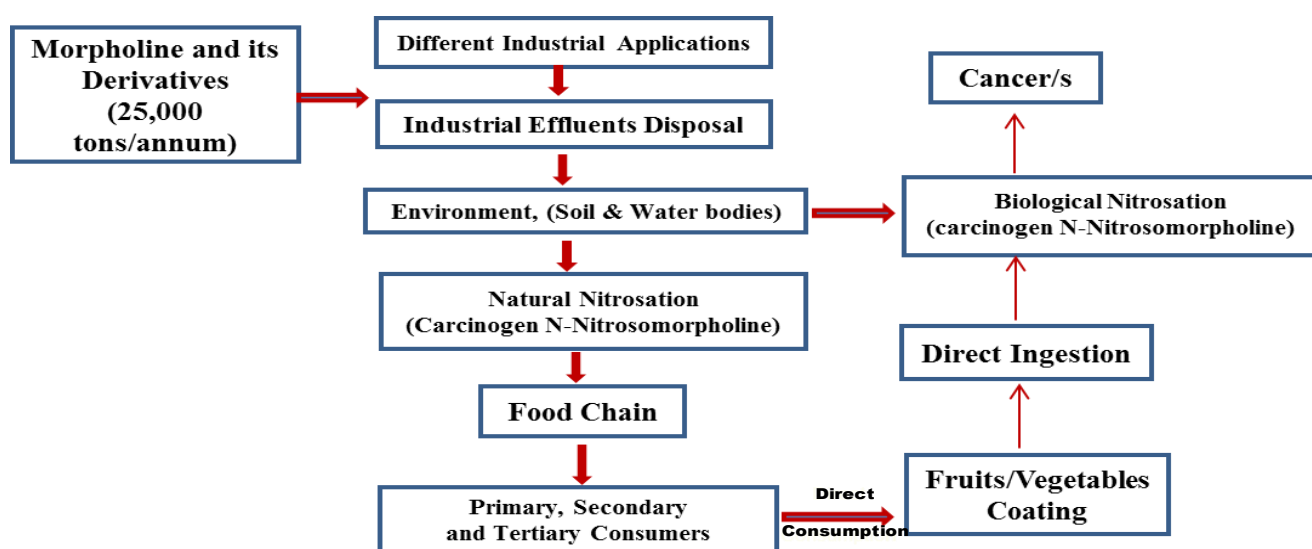 Morpholine and its
Derivatives
(25,000
tons/annum)
Different Industrial Applications
Industrial Effluents Disposal
Environment, (Soil & Water bodies)
Natural Nitrosation
(Carcinogen N-Nitrosomorpholine)
Food Chain
Primary, Secondary
and Tertiary Consumers
Direct
Consumption
Fruits/Vegetables
Coating
Direct Ingestion
Biological Nitrosation
(carcinogen N-Nitrosomorpholine)
Cancer/s